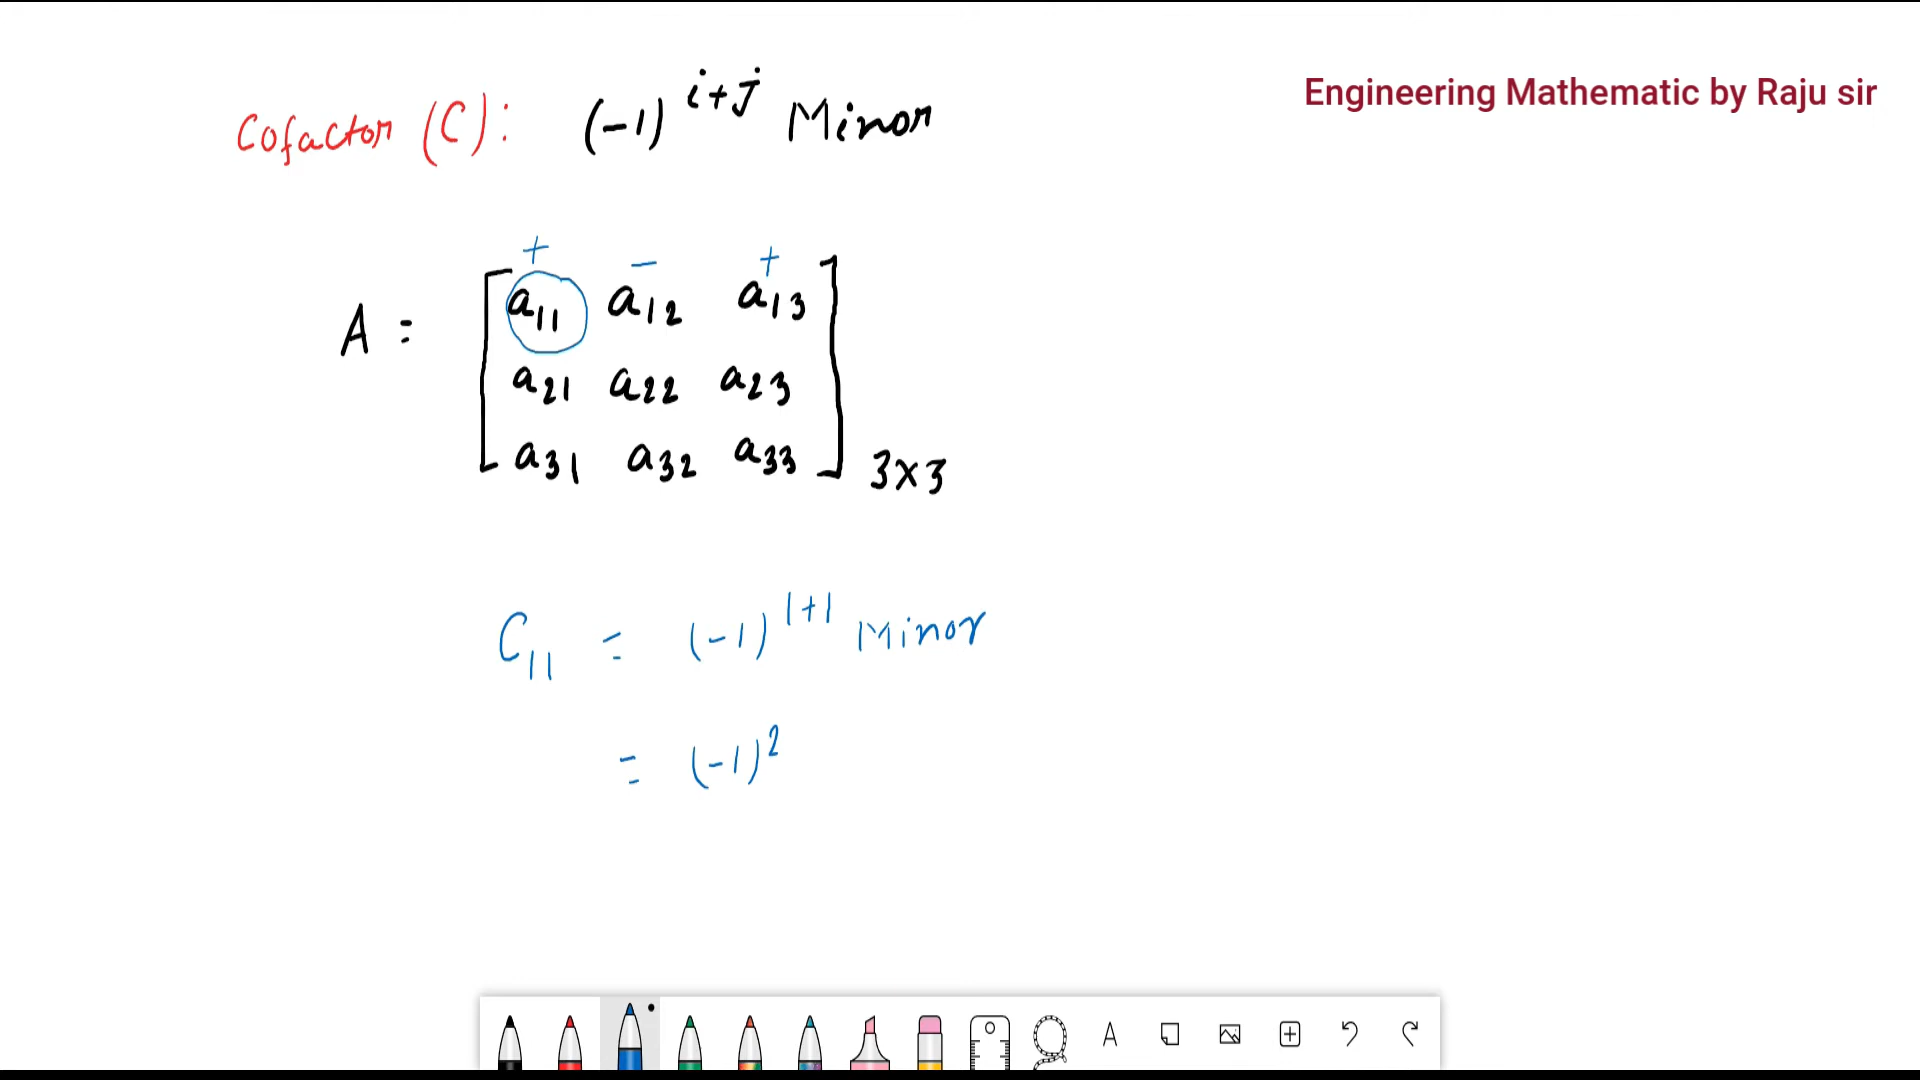 Engineering Mathematic by Raju sir
Cofactor (C): (-1)^{i+j} Minor
+ - +
a11 a12 a13
A = a21 a22 a23
a31 a32 a33 3x3
C11 = (-1)^{1+1} Minor
= (-1)^2
A